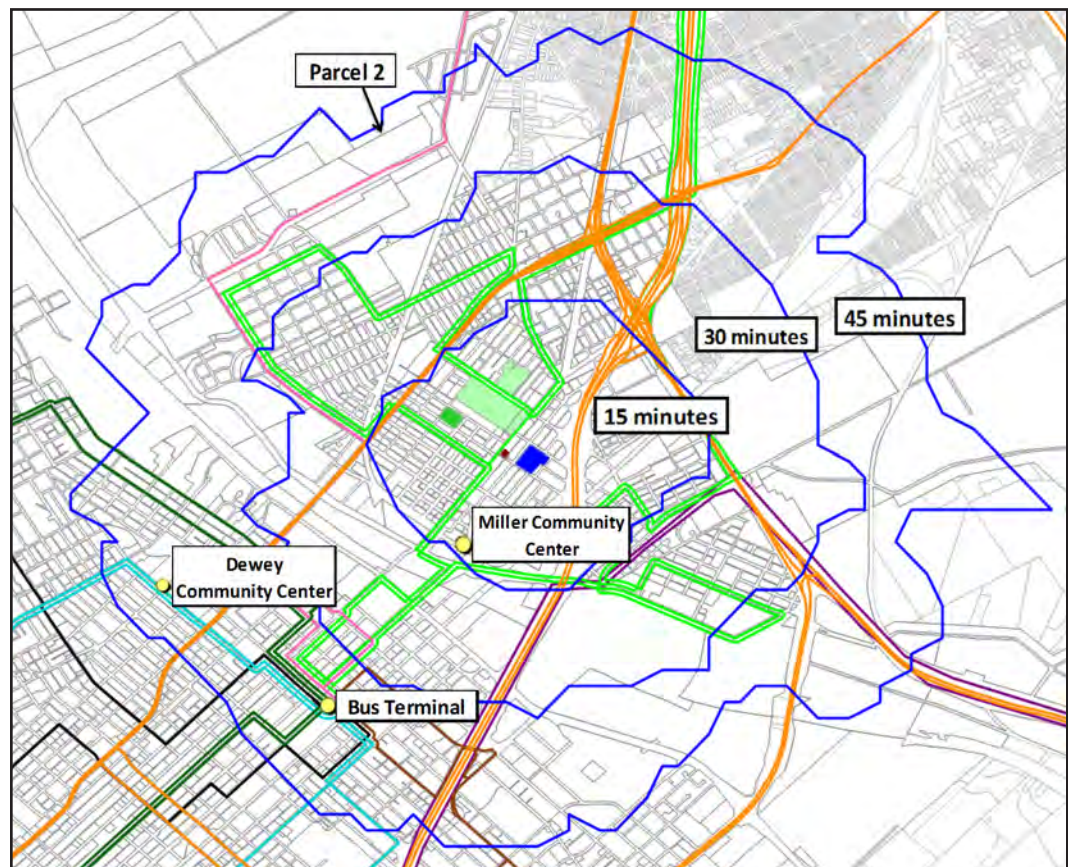 Parcel 2
45 minutes
30 minutes
15 minutes
Miller Community
Center
Dewey
Community Center
Bus Terminal